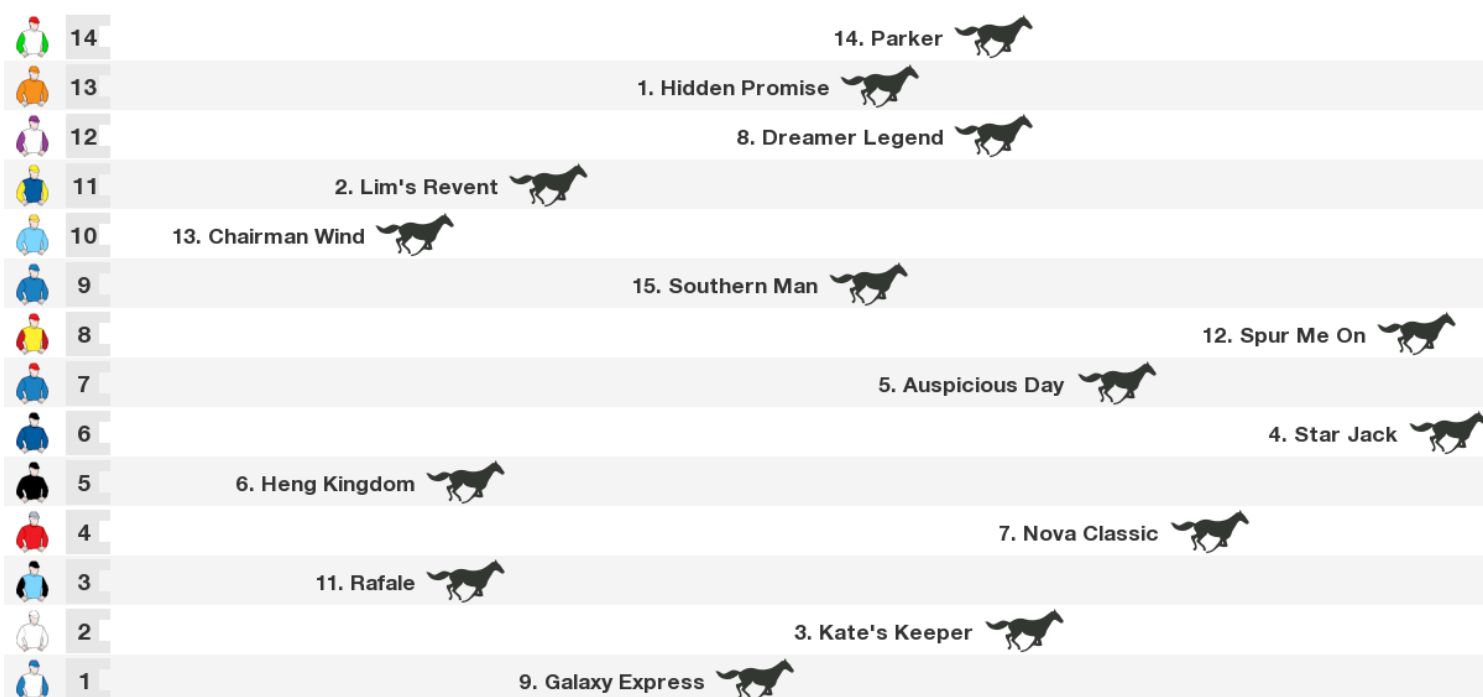 14 14. Parker
13 1. Hidden Promise
12 8. Dreamer Legend
11 2. Lim's Revent
10 13. Chairman Wind
9 15. Southern Man
8 12. Spur Me On
7 5. Auspicious Day
6 4. Star Jack
5 6. Heng Kingdom
4 7. Nova Classic
3 11. Rafale
2 3. Kate's Keeper
1 9. Galaxy Express